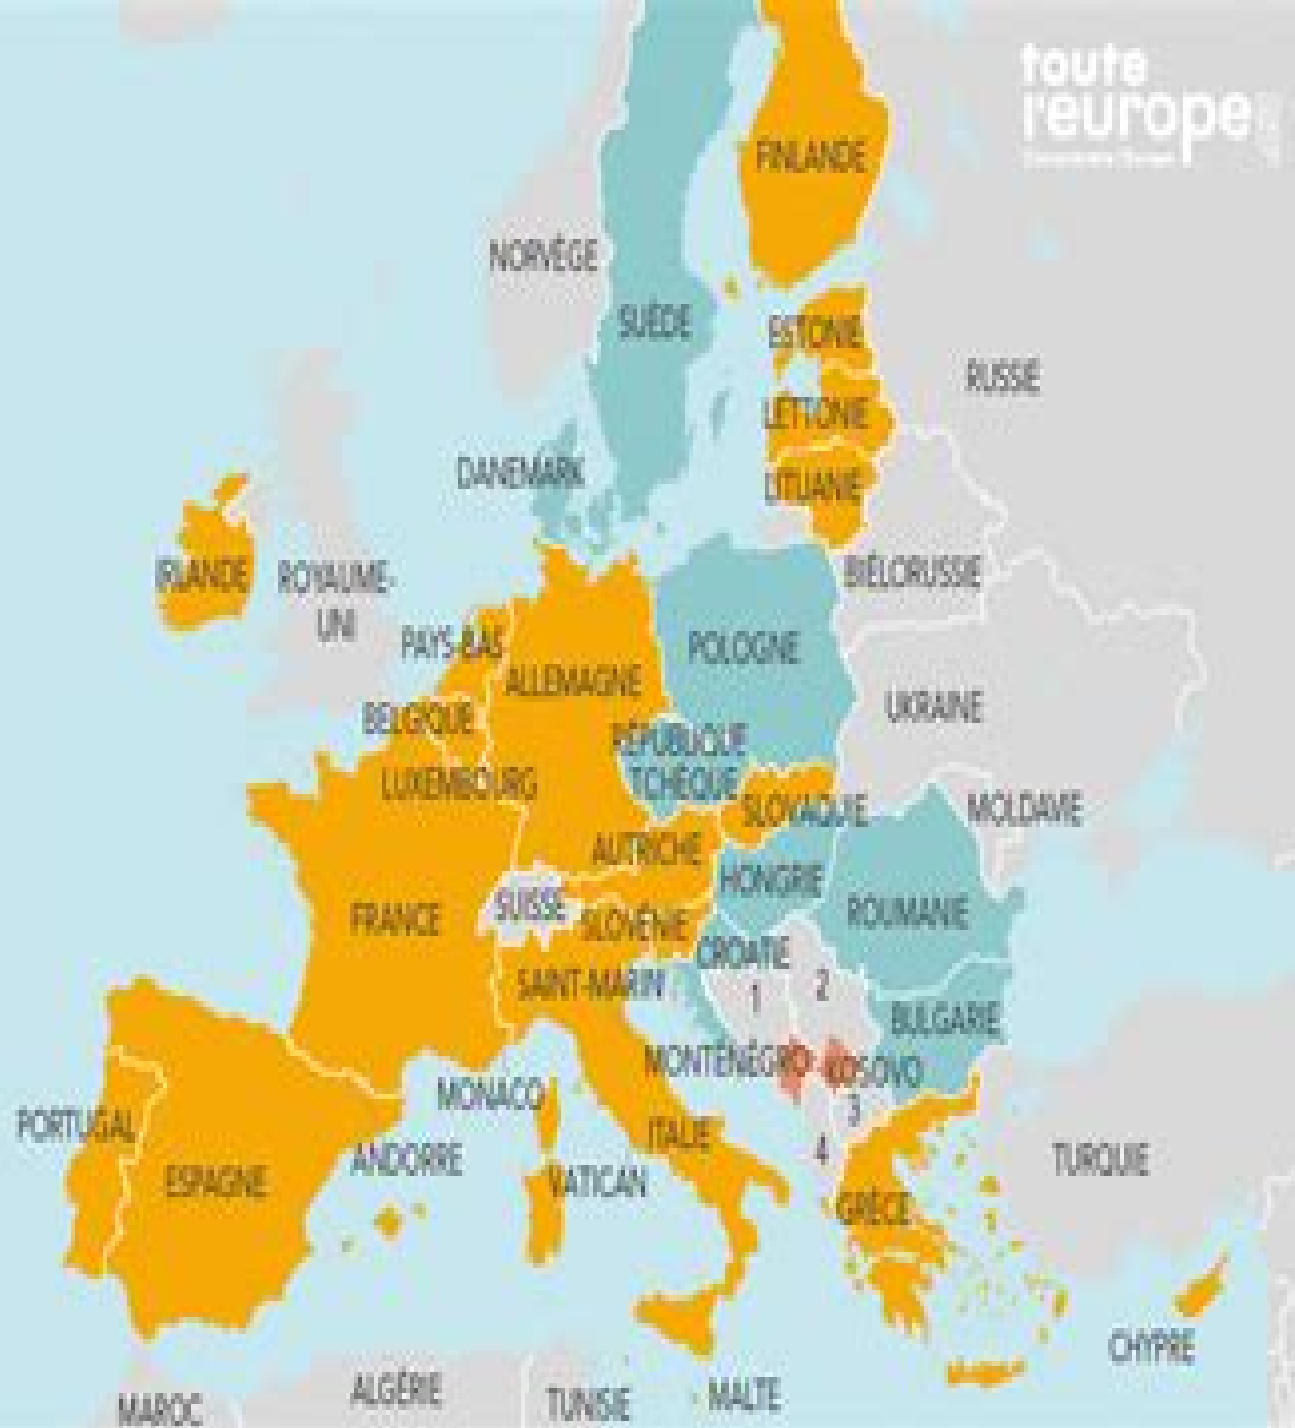 toute
l'europe
FINLANDE
NORVÈGE
SUÈDE
ESTONIE
RUSSIE
LETTONIE
DANEMARK
LITUANIE
IRLANDE
ROYAUME-
UNI
BIÉLORUSSIE
PAYS-BAS
POLOGNE
ALLEMAGNE
BELGIQUE
UKRAINE
RÉPUBLIQUE
TCHÈQUE
LUXEMBOURG
SLOVAQUIE
MOLDAVIE
AUTRICHE
HONGRIE
SUISSE
FRANCE
SLOVÉNIE
ROUMANIE
CROATIE
SAINT-MARIN
1
2
BULGARIE
MONTÉNÉGRO
KOSOVO
MONACO
3
PORTUGAL
ITALIE
4
ANDORRE
TURQUIE
ESPAGNE
VATICAN
GRÈCE
CHYPRE
ALGÉRIE
MALTE
MAROC
TUNISIE